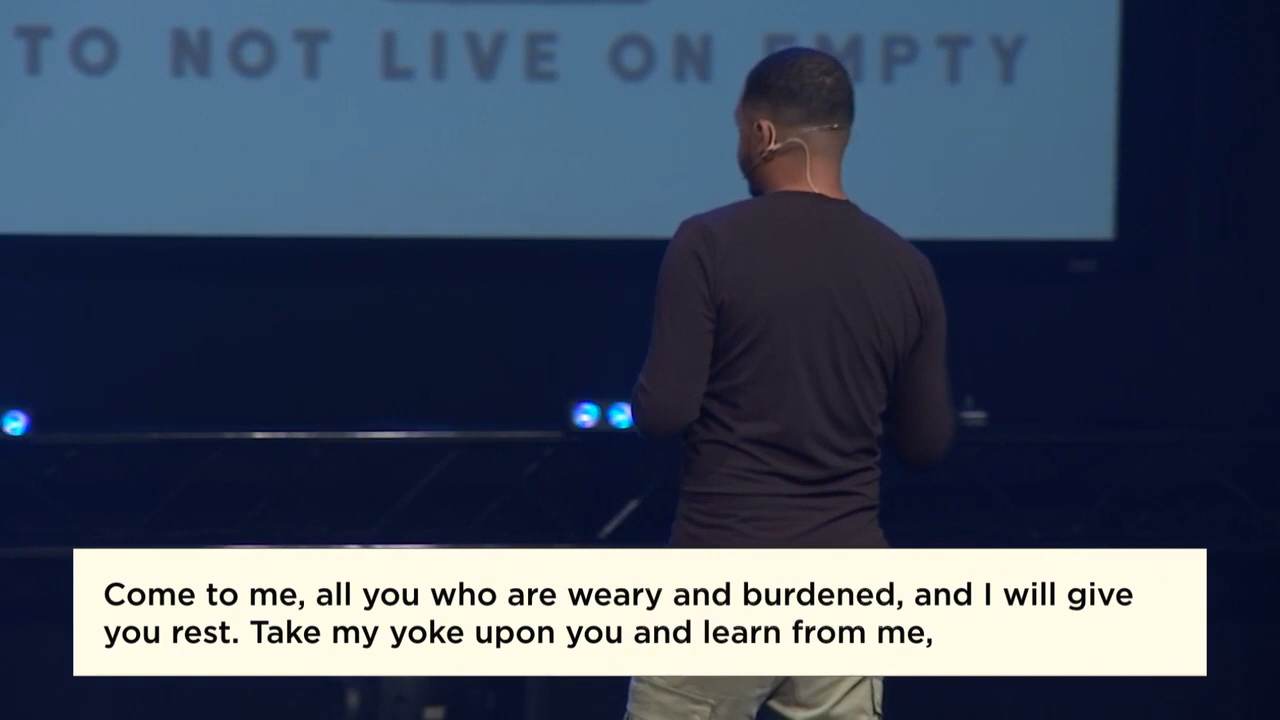 TO NOT LIVE ON EMPTY
Come to me, all you who are weary and burdened, and I will give
you rest. Take my yoke upon you and learn from me,